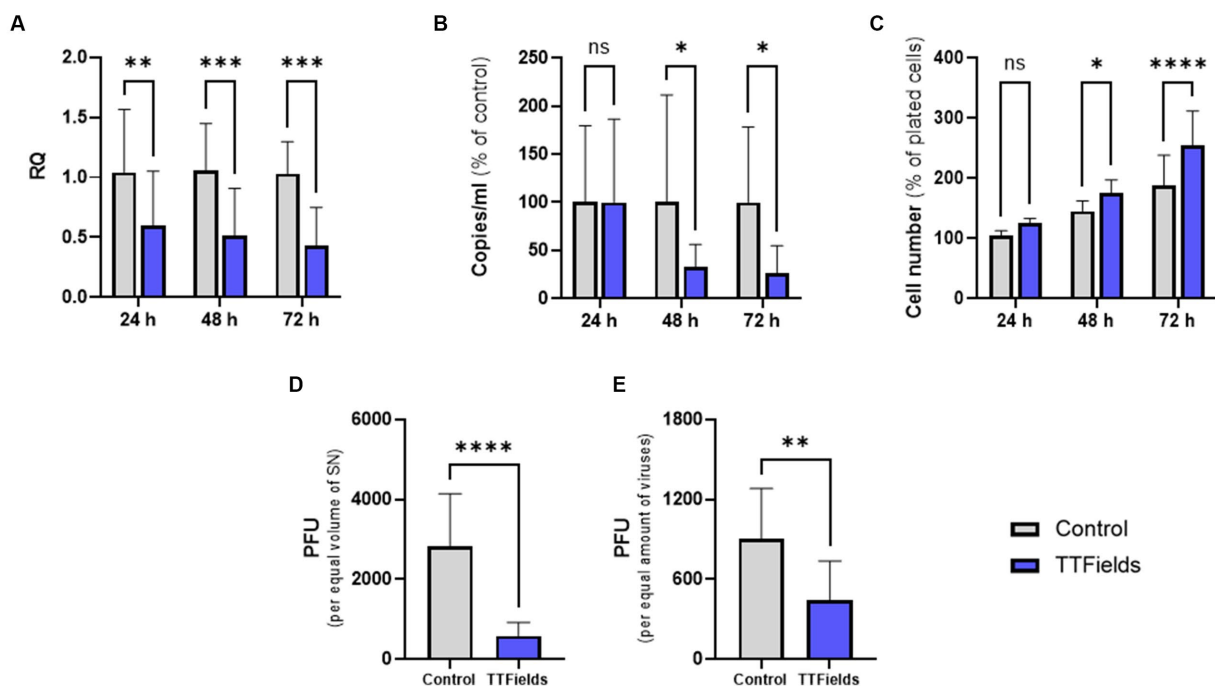 A
RQ
2.0
1.5
1.0
0.5
0.0
**
***
***
24 h
48 h
72 h
B
Copies/ml (% of control)
250
200
150
100
50
0
ns
*
*
24 h
48 h
72 h
C
Cell number (% of plated cells)
400
300
200
100
0
ns
*
****
24 h
48 h
72 h
D
PFU
(per equal volume of SN)
6000
4000
2000
0
****
Control
TTFields
E
PFU
(per equal amount of viruses)
1800
1200
600
0
**
Control
TTFields
Control
TTFields